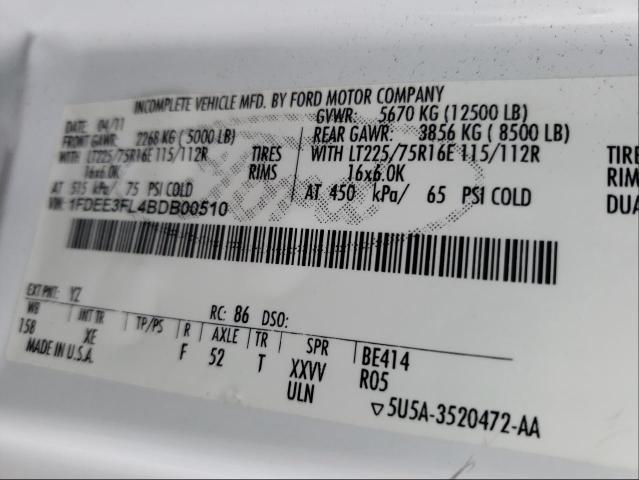 INCOMPLETE VEHICLE MFD. BY FORD MOTOR COMPANY
DATE: 04/11 GVWR: 5670 KG (12500 LB)
FRONT GAWR: 2268 KG (5000 LB) REAR GAWR: 3856 KG (8500 LB)
WITH LT225/75R16E 115/112R TIRES WITH LT225/75R16E 115/112R TIRE
16x6.0K RIMS 16x6.0K RIM
AT 515 kPa/ 75 PSI COLD AT 450 kPa/ 65 PSI COLD DUA
VIN: 1FDEE3FL4BDB00510
EXT PNT: YZ RC: 86 DSO:
WB INT TR TP/PS R AXLE TR SPR BE414
158 XE F 52 T XXVV R05
MADE IN U.S.A. ULN ▽5U5A-3520472-AA